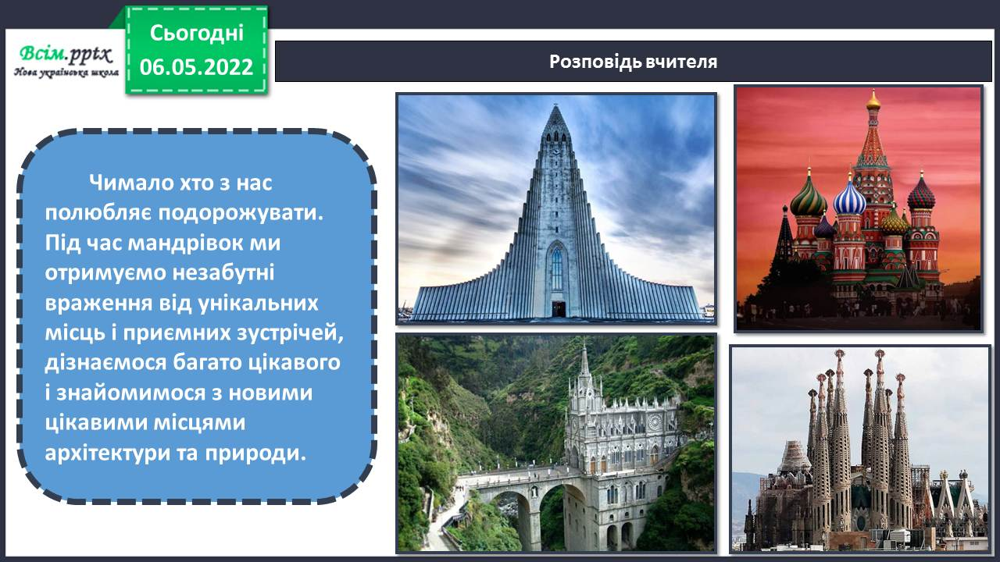 Всім.pptx
Нова українська школа
Сьогодні
06.05.2022
Розповідь вчителя
Чимало хто з нас
полюбляє подорожувати.
Під час мандрівок ми
отримуємо незабутні
враження від унікальних
місць і приємних зустрічей,
дізнаємося багато цікавого
і знайомимося з новими
цікавими місцями
архітектури та природи.